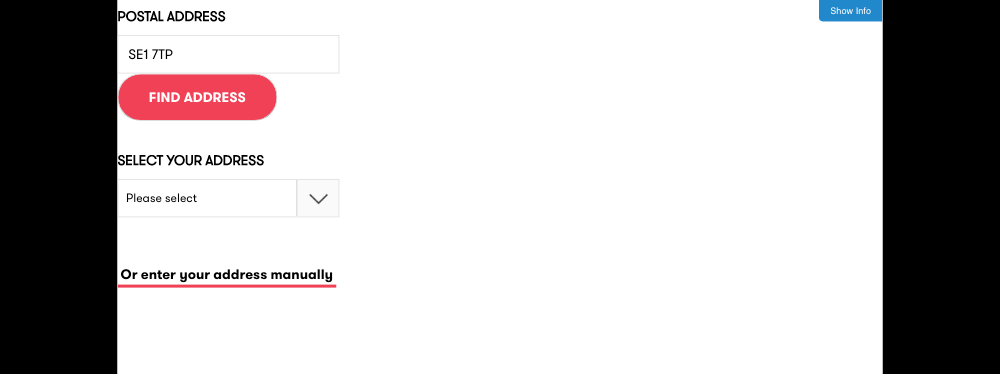 POSTAL ADDRESS
Show Info
SE1 7TP
FIND ADDRESS
SELECT YOUR ADDRESS
Please select
Or enter your address manually